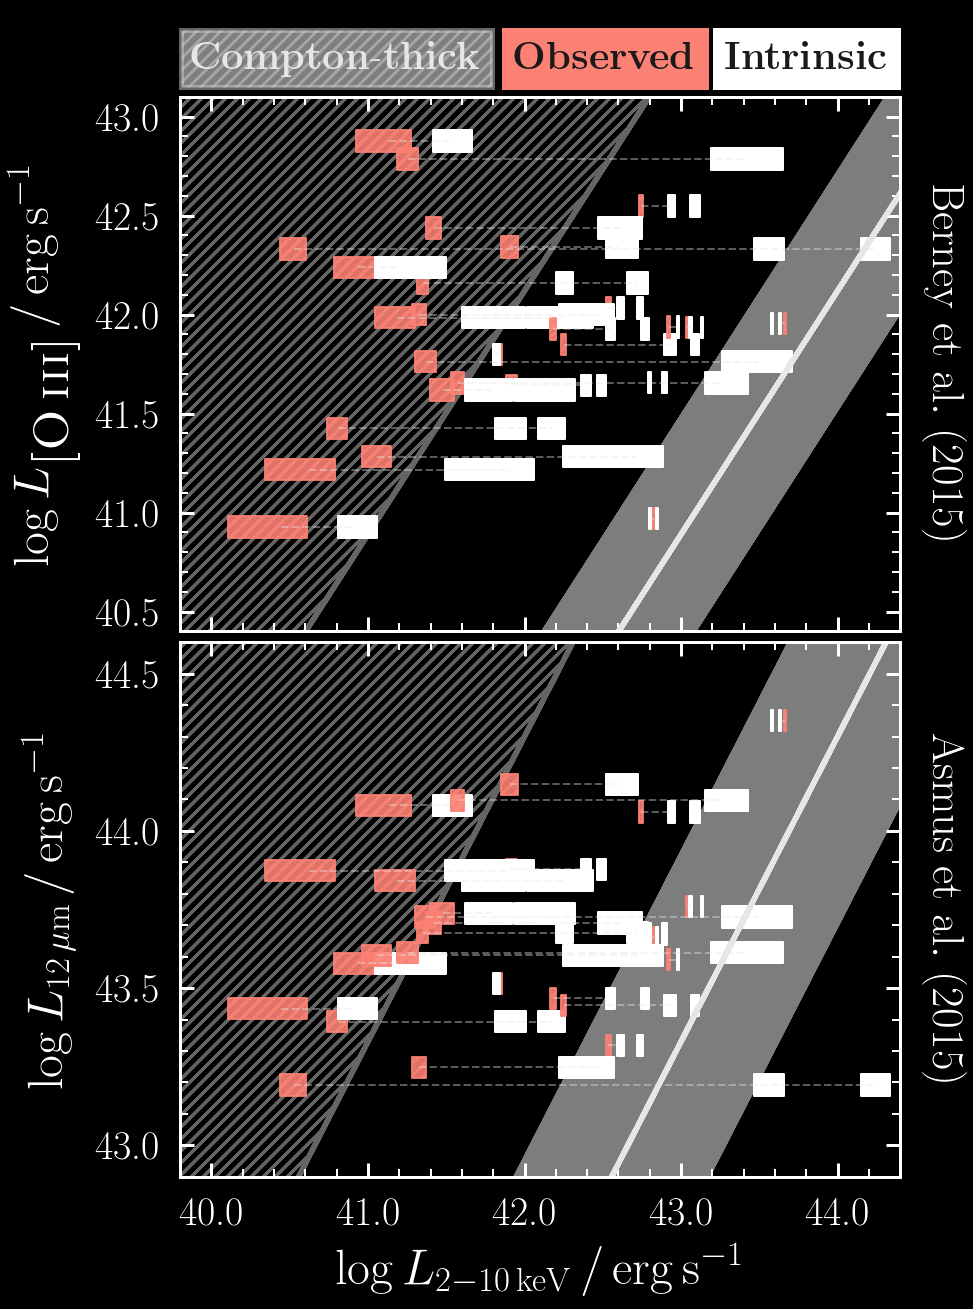 Compton-thick Observed Intrinsic
43.0
42.5
42.0
41.5
41.0
40.5
log L[O III] / erg s−1
Berney et al. (2015)
44.5
44.0
43.5
43.0
log L12 μm / erg s−1
Asmus et al. (2015)
40.0 41.0 42.0 43.0 44.0
log L2−10 keV / erg s−1